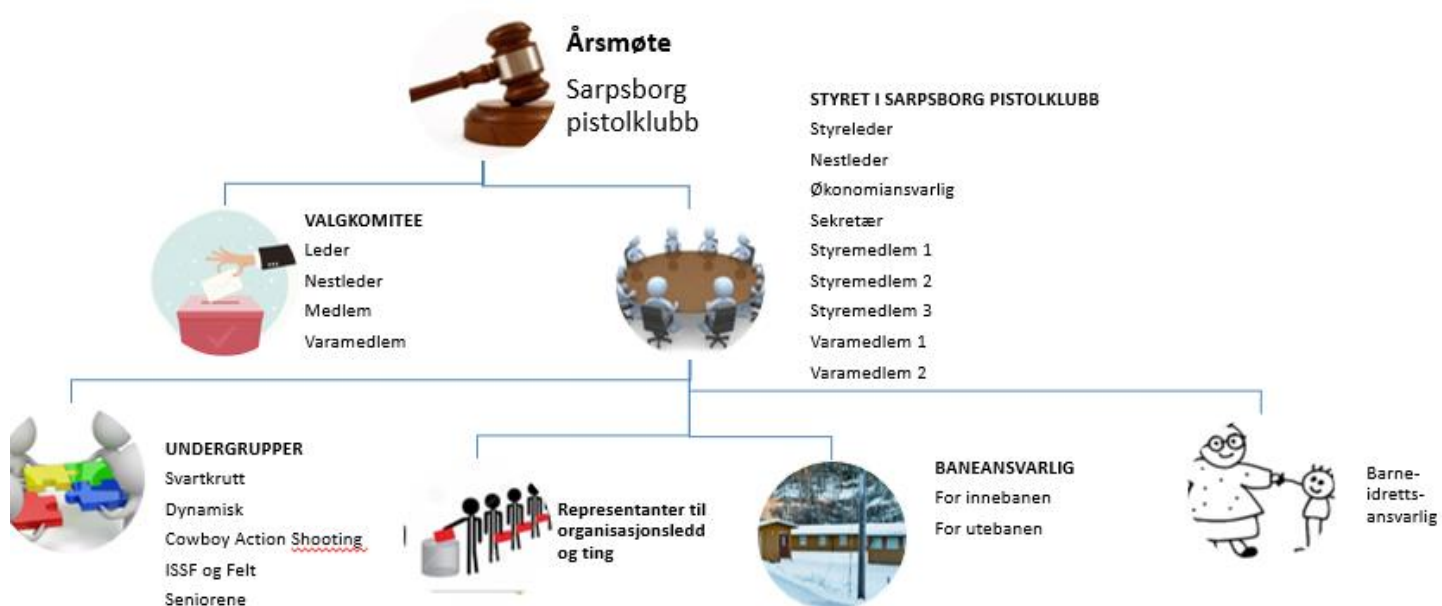 Årsmøte
Sarpsborg
pistolklubb
STYRET I SARPSBORG PISTOLKLUBB
Styreleder
Nestleder
Økonomiansvarlig
Sekretær
Styremedlem 1
Styremedlem 2
Styremedlem 3
Varamedlem 1
Varamedlem 2
VALGKOMITEE
Leder
Nestleder
Medlem
Varamedlem
UNDERGRUPPER
Svartkrutt
Dynamisk
Cowboy Action Shooting
ISSF og Felt
Seniorene
Representanter til
organisasjonsledd
og ting
BANEANSVARLIG
For innebanen
For utebanen
Barne-
idretts-
ansvarlig